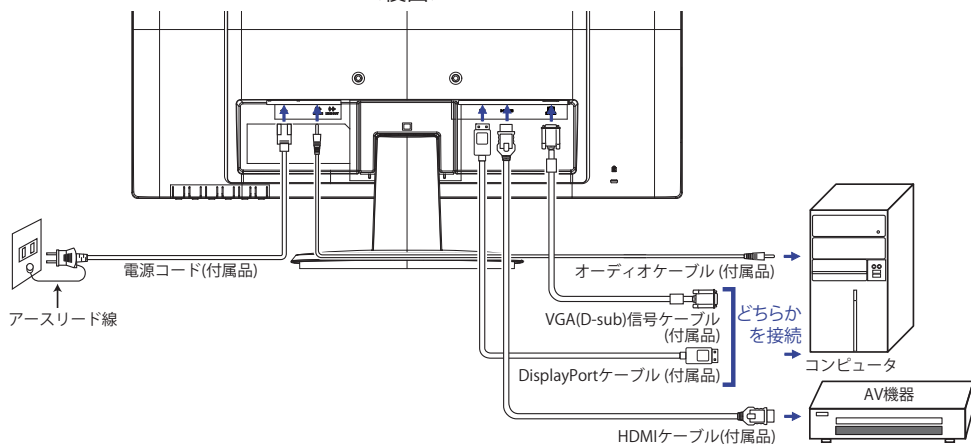 電源コード(付属品)
アースリード線
オーディオケーブル (付属品)
VGA(D-sub)信号ケーブル
(付属品)
どちらか
を接続
DisplayPortケーブル (付属品)
コンピュータ
AV機器
HDMIケーブル(付属品)